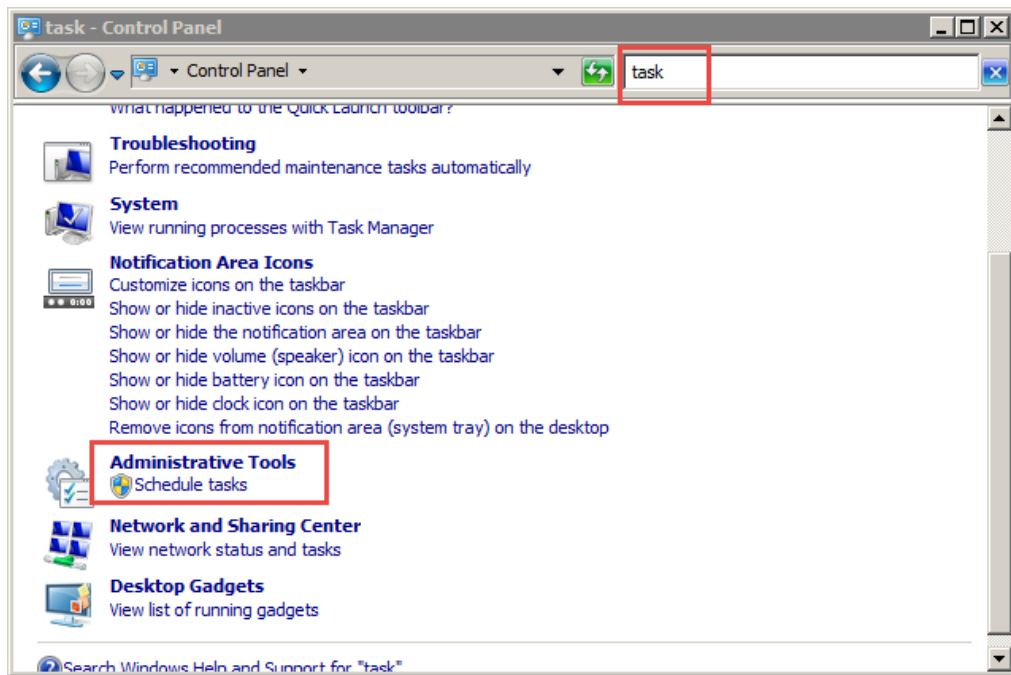 task - Control Panel
Control Panel
task
What happened to the Quick Launch toolbar?
Troubleshooting
Perform recommended maintenance tasks automatically
System
View running processes with Task Manager
Notification Area Icons
Customize icons on the taskbar
Show or hide inactive icons on the taskbar
Show or hide the notification area on the taskbar
Show or hide volume (speaker) icon on the taskbar
Show or hide battery icon on the taskbar
Show or hide clock icon on the taskbar
Remove icons from notification area (system tray) on the desktop
Administrative Tools
Schedule tasks
Network and Sharing Center
View network status and tasks
Desktop Gadgets
View list of running gadgets
Search Windows Help and Support for "task"